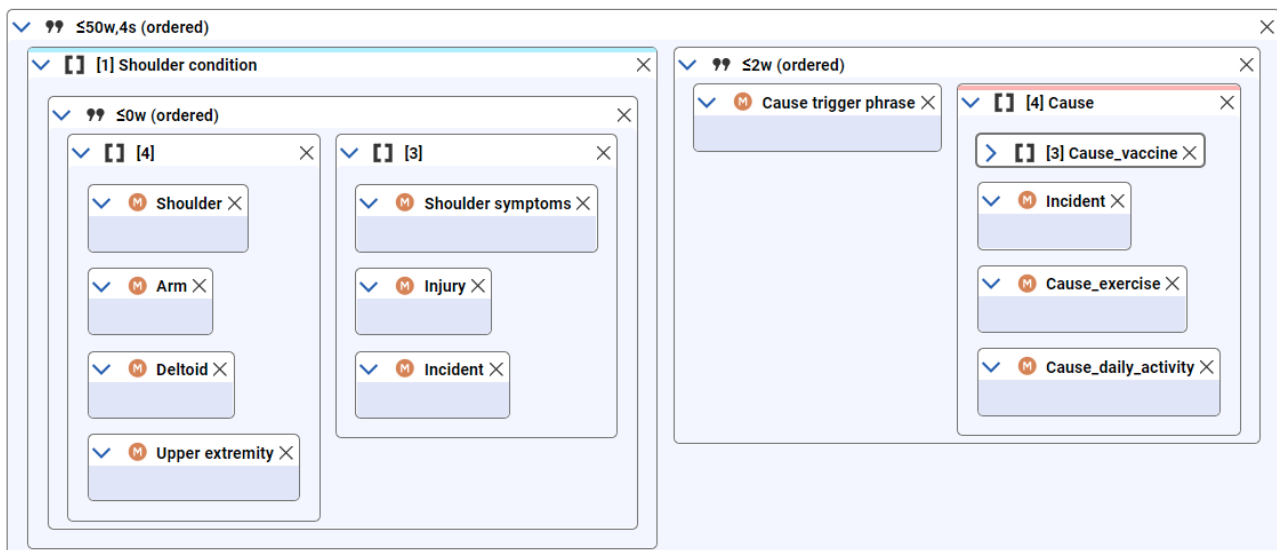 ≤50w,4s (ordered)
[1] Shoulder condition
≤0w (ordered)
[4]
M Shoulder
M Arm
M Deltoid
M Upper extremity
[3]
M Shoulder symptoms
M Injury
M Incident
≤2w (ordered)
M Cause trigger phrase
[4] Cause
[3] Cause_vaccine
M Incident
M Cause_exercise
M Cause_daily_activity